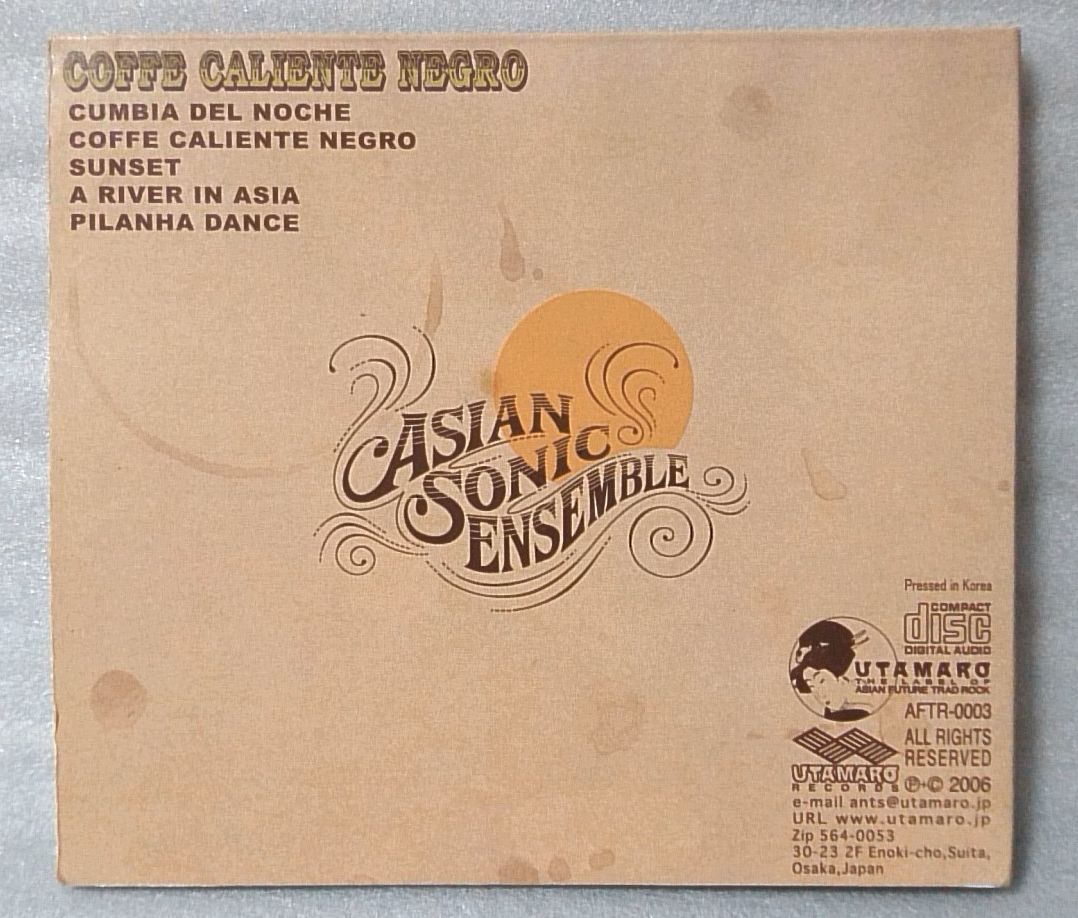 COFFE CALIENTE NEGRO
CUMBIA DEL NOCHE
COFFE CALIENTE NEGRO
SUNSET
A RIVER IN ASIA
PILANHA DANCE
ASIAN
SONIC
ENSEMBLE
Pressed in Korea
COMPACT
disc
DIGITAL AUDIO
UTAMARO
THE LABEL OF
ASIAN FUTURE TRAD ROCK
AFTR-0003
ALL RIGHTS
RESERVED
UTAMARO
RECORDS Ⓟ+© 2006
e-mail ants@utamaro.jp
URL www.utamaro.jp
Zip 564-0053
30-23 2F Enoki-cho,Suita,
Osaka,Japan